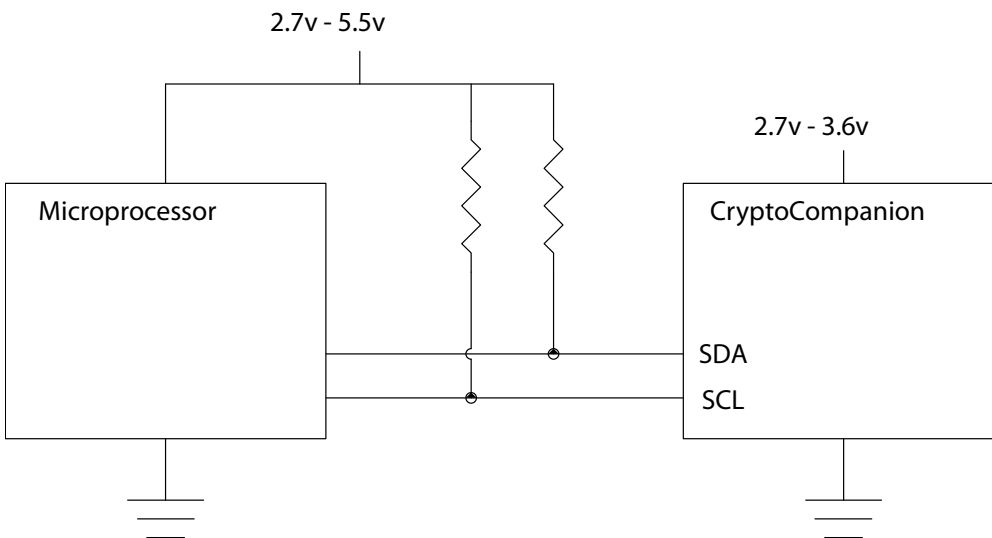 2.7v - 5.5v
2.7v - 3.6v
Microprocessor
CryptoCompanion
SDA
SCL